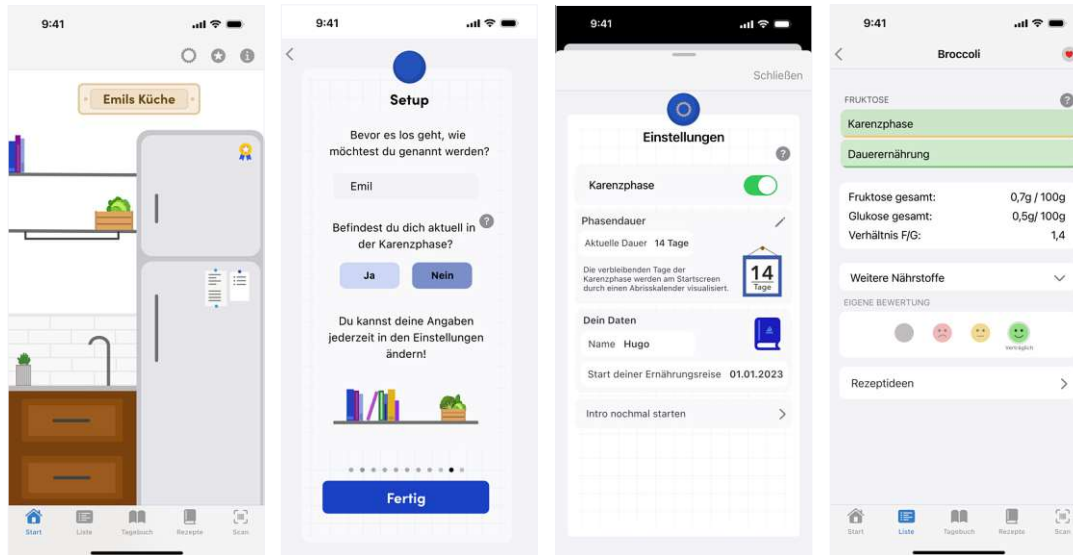 9:41
Emils Küche
Start
Liste
Tagebuch
Rezepte
Scan
9:41
Setup
Bevor es los geht, wie
möchtest du genannt werden?
Emil
Befindest du dich aktuell in
der Karenzphase?
?
Ja
Nein
Du kannst deine Angaben
jederzeit in den Einstellungen
ändern!
Fertig
9:41
Schließen
Einstellungen
?
Karenzphase
Phasendauer
Aktuelle Dauer 14 Tage
Die verbleibenden Tage der
Karenzphase werden am Startscreen
durch einen Abrisskalender visualisiert.
14
Tage
Dein Daten
Name Hugo
Start deiner Ernährungsreise 01.01.2023
Intro nochmal starten
9:41
Broccoli
FRUKTOSE
?
Karenzphase
Dauerernährung
Fruktose gesamt: 0,7g / 100g
Glukose gesamt: 0,5g/ 100g
Verhältnis F/G: 1,4
Weitere Nährstoffe
EIGENE BEWERTUNG
Verträglich
Rezeptideen
Start
Liste
Tagebuch
Rezepte
Scan